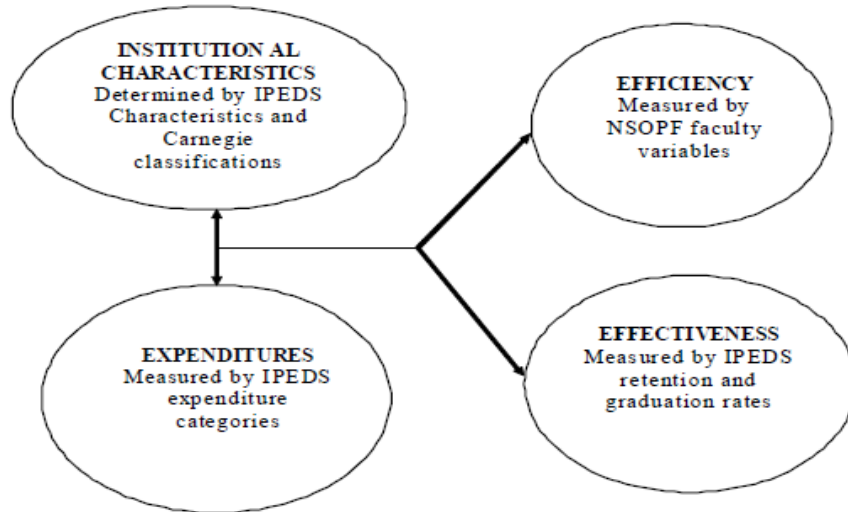 INSTITUTION AL
CHARACTERISTICS
Determined by IPEDS
Characteristics and
Carnegie
classifications
EFFICIENCY
Measured by
NSOPF faculty
variables
EXPENDITURES
Measured by IPEDS
expenditure
categories
EFFECTIVENESS
Measured by IPEDS
retention and
graduation rates